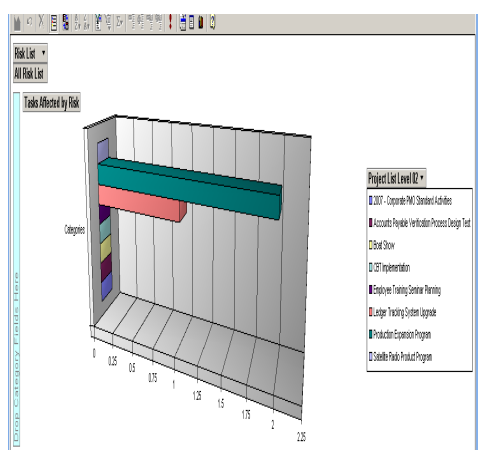 Risk List
All Risk List
Tasks Affected by Risk
Categories
0
0.25
0.5
0.75
1
1.25
1.5
1.75
2
2.25
Drop Category Fields Here
Project List Level 02
2007 - Corporate PMO Standard Activities
Accounts Payable Verification Process Design Test
Boat Show
CBT Implementation
Employee Training Seminar Planning
Ledger Tracking System Upgrade
Production Expansion Program
Satellite Radio Product Program